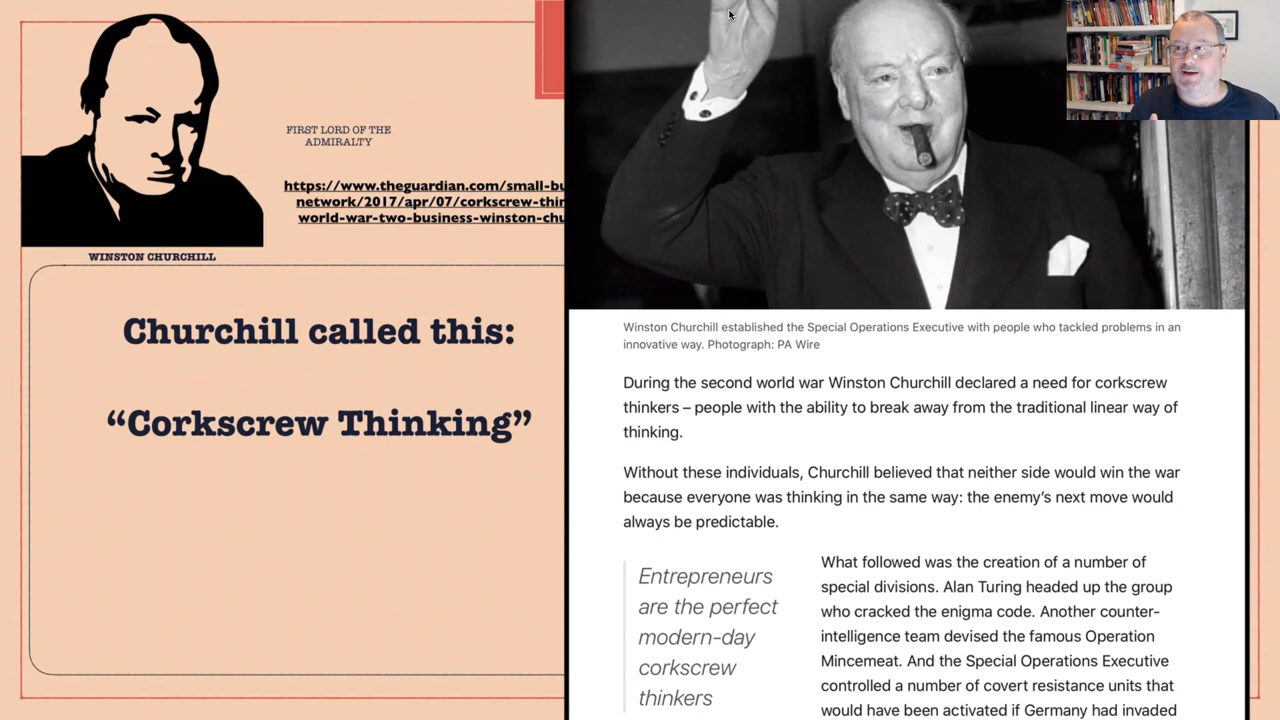 FIRST LORD OF THE
ADMIRALTY
https://www.theguardian.com/small-bu
network/2017/apr/07/corkscrew-thin
world-war-two-business-winston-chu
WINSTON CHURCHILL
Churchill called this:
“Corkscrew Thinking”
Winston Churchill established the Special Operations Executive with people who tackled problems in an
innovative way. Photograph: PA Wire
During the second world war Winston Churchill declared a need for corkscrew
thinkers – people with the ability to break away from the traditional linear way of
thinking.
Without these individuals, Churchill believed that neither side would win the war
because everyone was thinking in the same way: the enemy’s next move would
always be predictable.
Entrepreneurs
are the perfect
modern-day
corkscrew
thinkers
What followed was the creation of a number of
special divisions. Alan Turing headed up the group
who cracked the enigma code. Another counter-
intelligence team devised the famous Operation
Mincemeat. And the Special Operations Executive
controlled a number of covert resistance units that
would have been activated if Germany had invaded